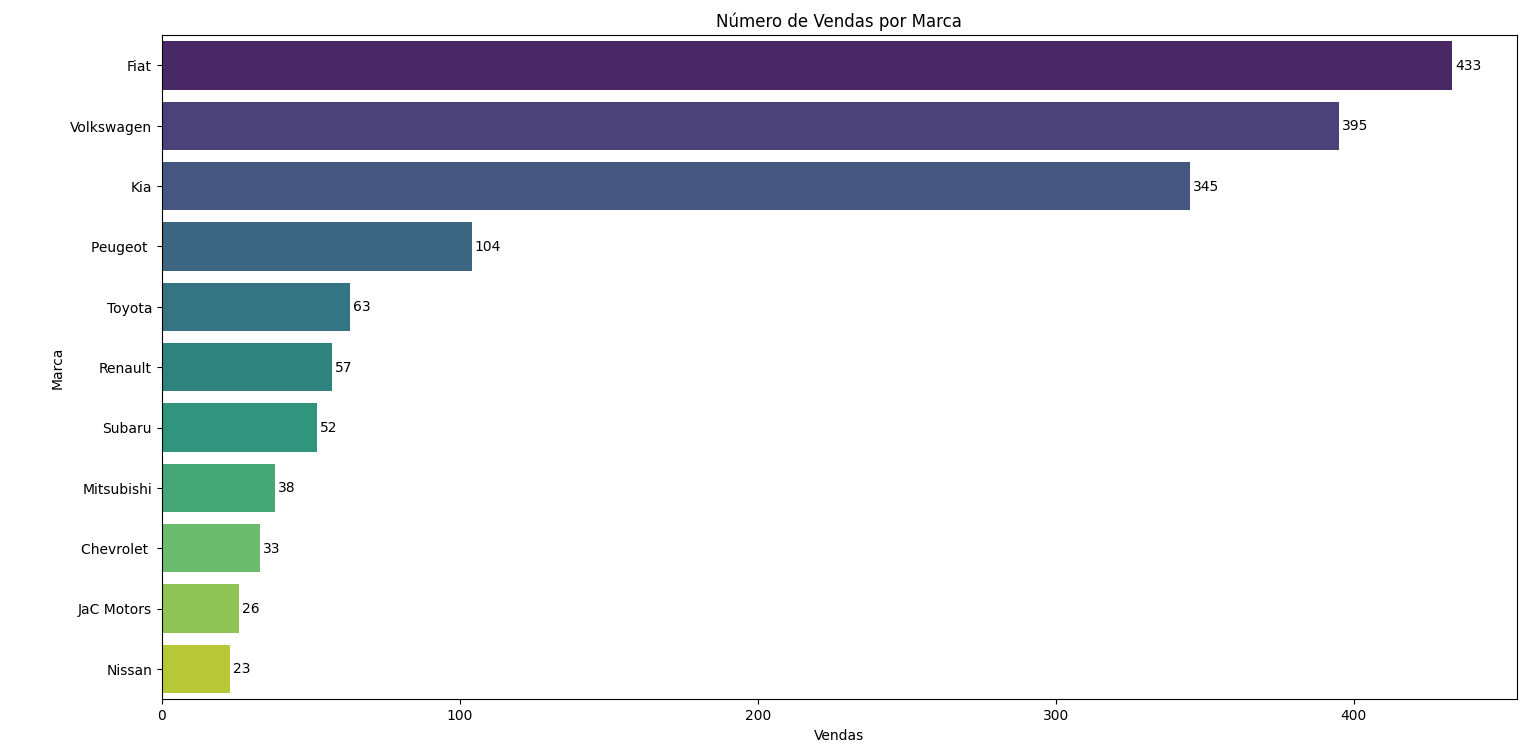 Número de Vendas por Marca
Fiat 433
Volkswagen 395
Kia 345
Peugeot 104
Toyota 63
Renault 57
Subaru 52
Mitsubishi 38
Chevrolet 33
JaC Motors 26
Nissan 23
Marca
0 100 200 300 400
Vendas